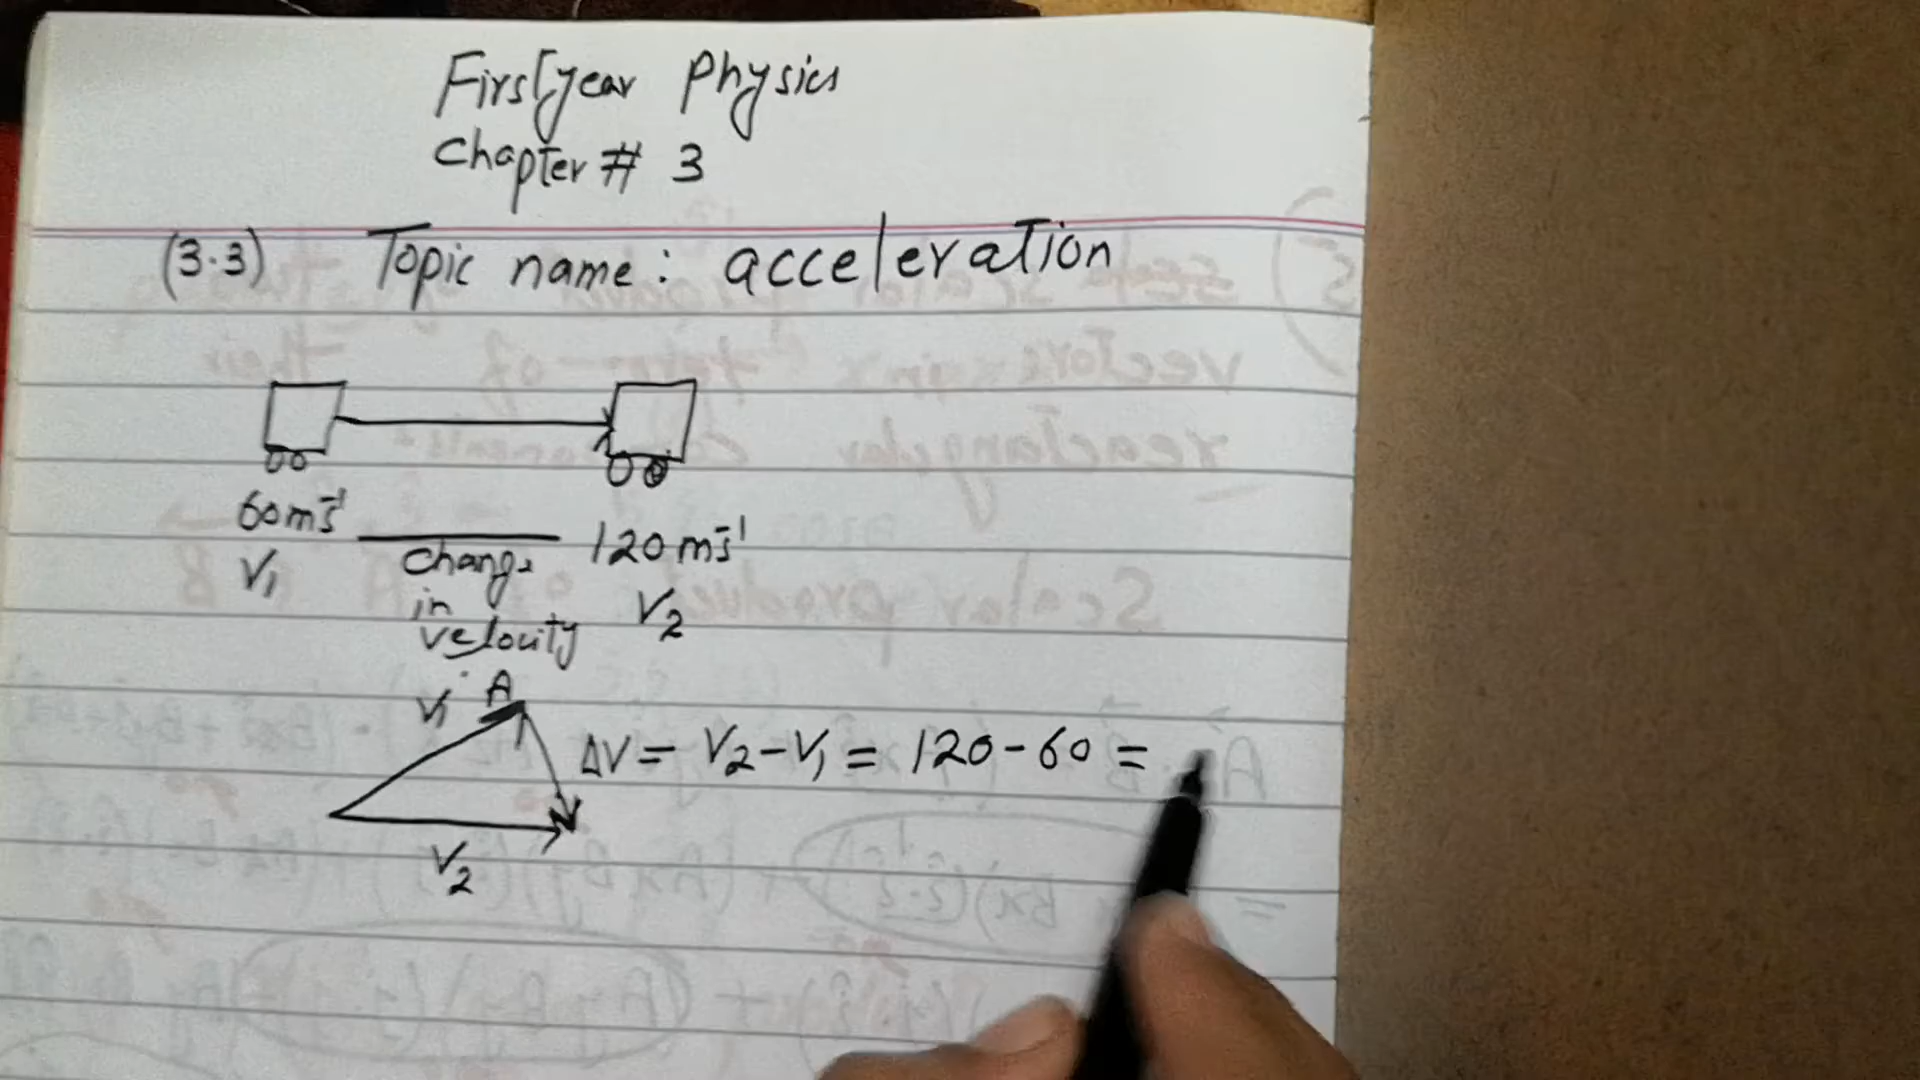 First year Physics
Chapter # 3
(3.3) Topic name: acceleration
60ms⁻¹
120ms⁻¹
V₁
Change
in
velocity
V₂
V₁
A
ΔV = V₂-V₁ = 120-60 =
V₂